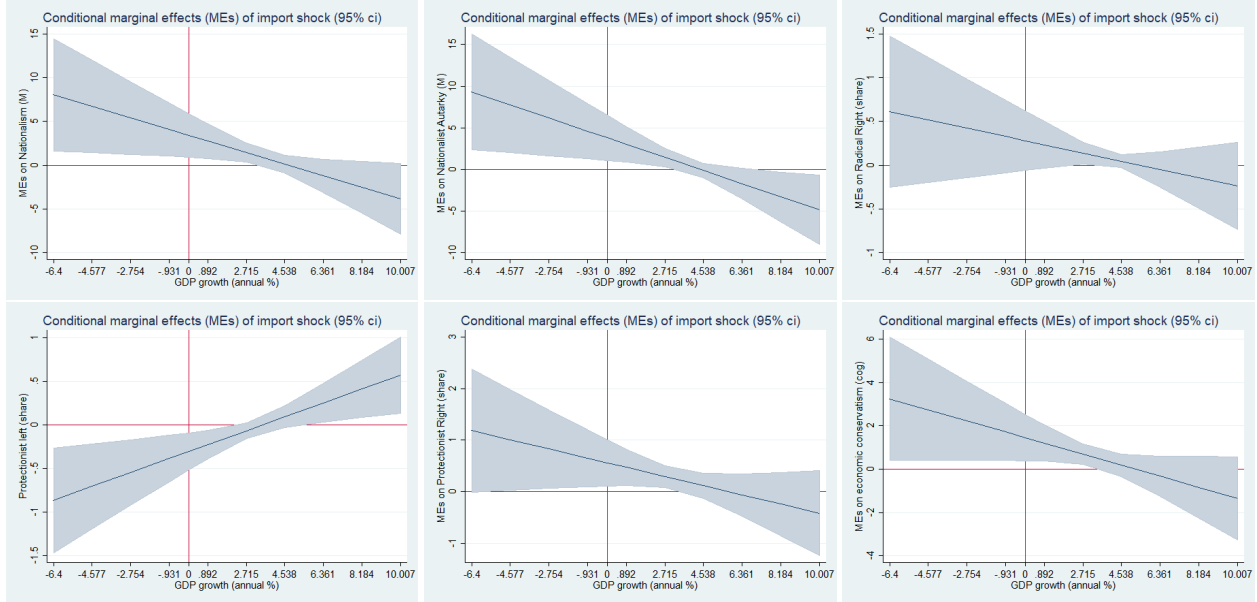 Conditional marginal effects (MEs) of import shock (95% ci)
MEs on Nationalism (M)
15
10
5
0
-5
-10
-6.4 -4.577 -2.754 -.931 0 .892 2.715 4.538 6.361 8.184 10.007
GDP growth (annual %)
Conditional marginal effects (MEs) of import shock (95% ci)
MEs on Nationalist Autarky (M)
15
10
5
0
-5
-10
-6.4 -4.577 -2.754 -.931 0 .892 2.715 4.538 6.361 8.184 10.007
GDP growth (annual %)
Conditional marginal effects (MEs) of import shock (95% ci)
MEs on Radical Right (share)
1.5
1
.5
0
-.5
-1
-6.4 -4.577 -2.754 -.931 0 .892 2.715 4.538 6.361 8.184 10.007
GDP growth (annual %)
Conditional marginal effects (MEs) of import shock (95% ci)
Protectionist left (share)
1
.5
0
-.5
-1
-1.5
-6.4 -4.577 -2.754 -.931 0 .892 2.715 4.538 6.361 8.184 10.007
GDP growth (annual %)
Conditional marginal effects (MEs) of import shock (95% ci)
MEs on Protectionist Right (share)
3
2
1
0
-1
-6.4 -4.577 -2.754 -.931 0 .892 2.715 4.538 6.361 8.184 10.007
GDP growth (annual %)
Conditional marginal effects (MEs) of import shock (95% ci)
MEs on economic conservatism (cog)
6
4
2
0
-2
-4
-6.4 -4.577 -2.754 -.931 0 .892 2.715 4.538 6.361 8.184 10.007
GDP growth (annual %)